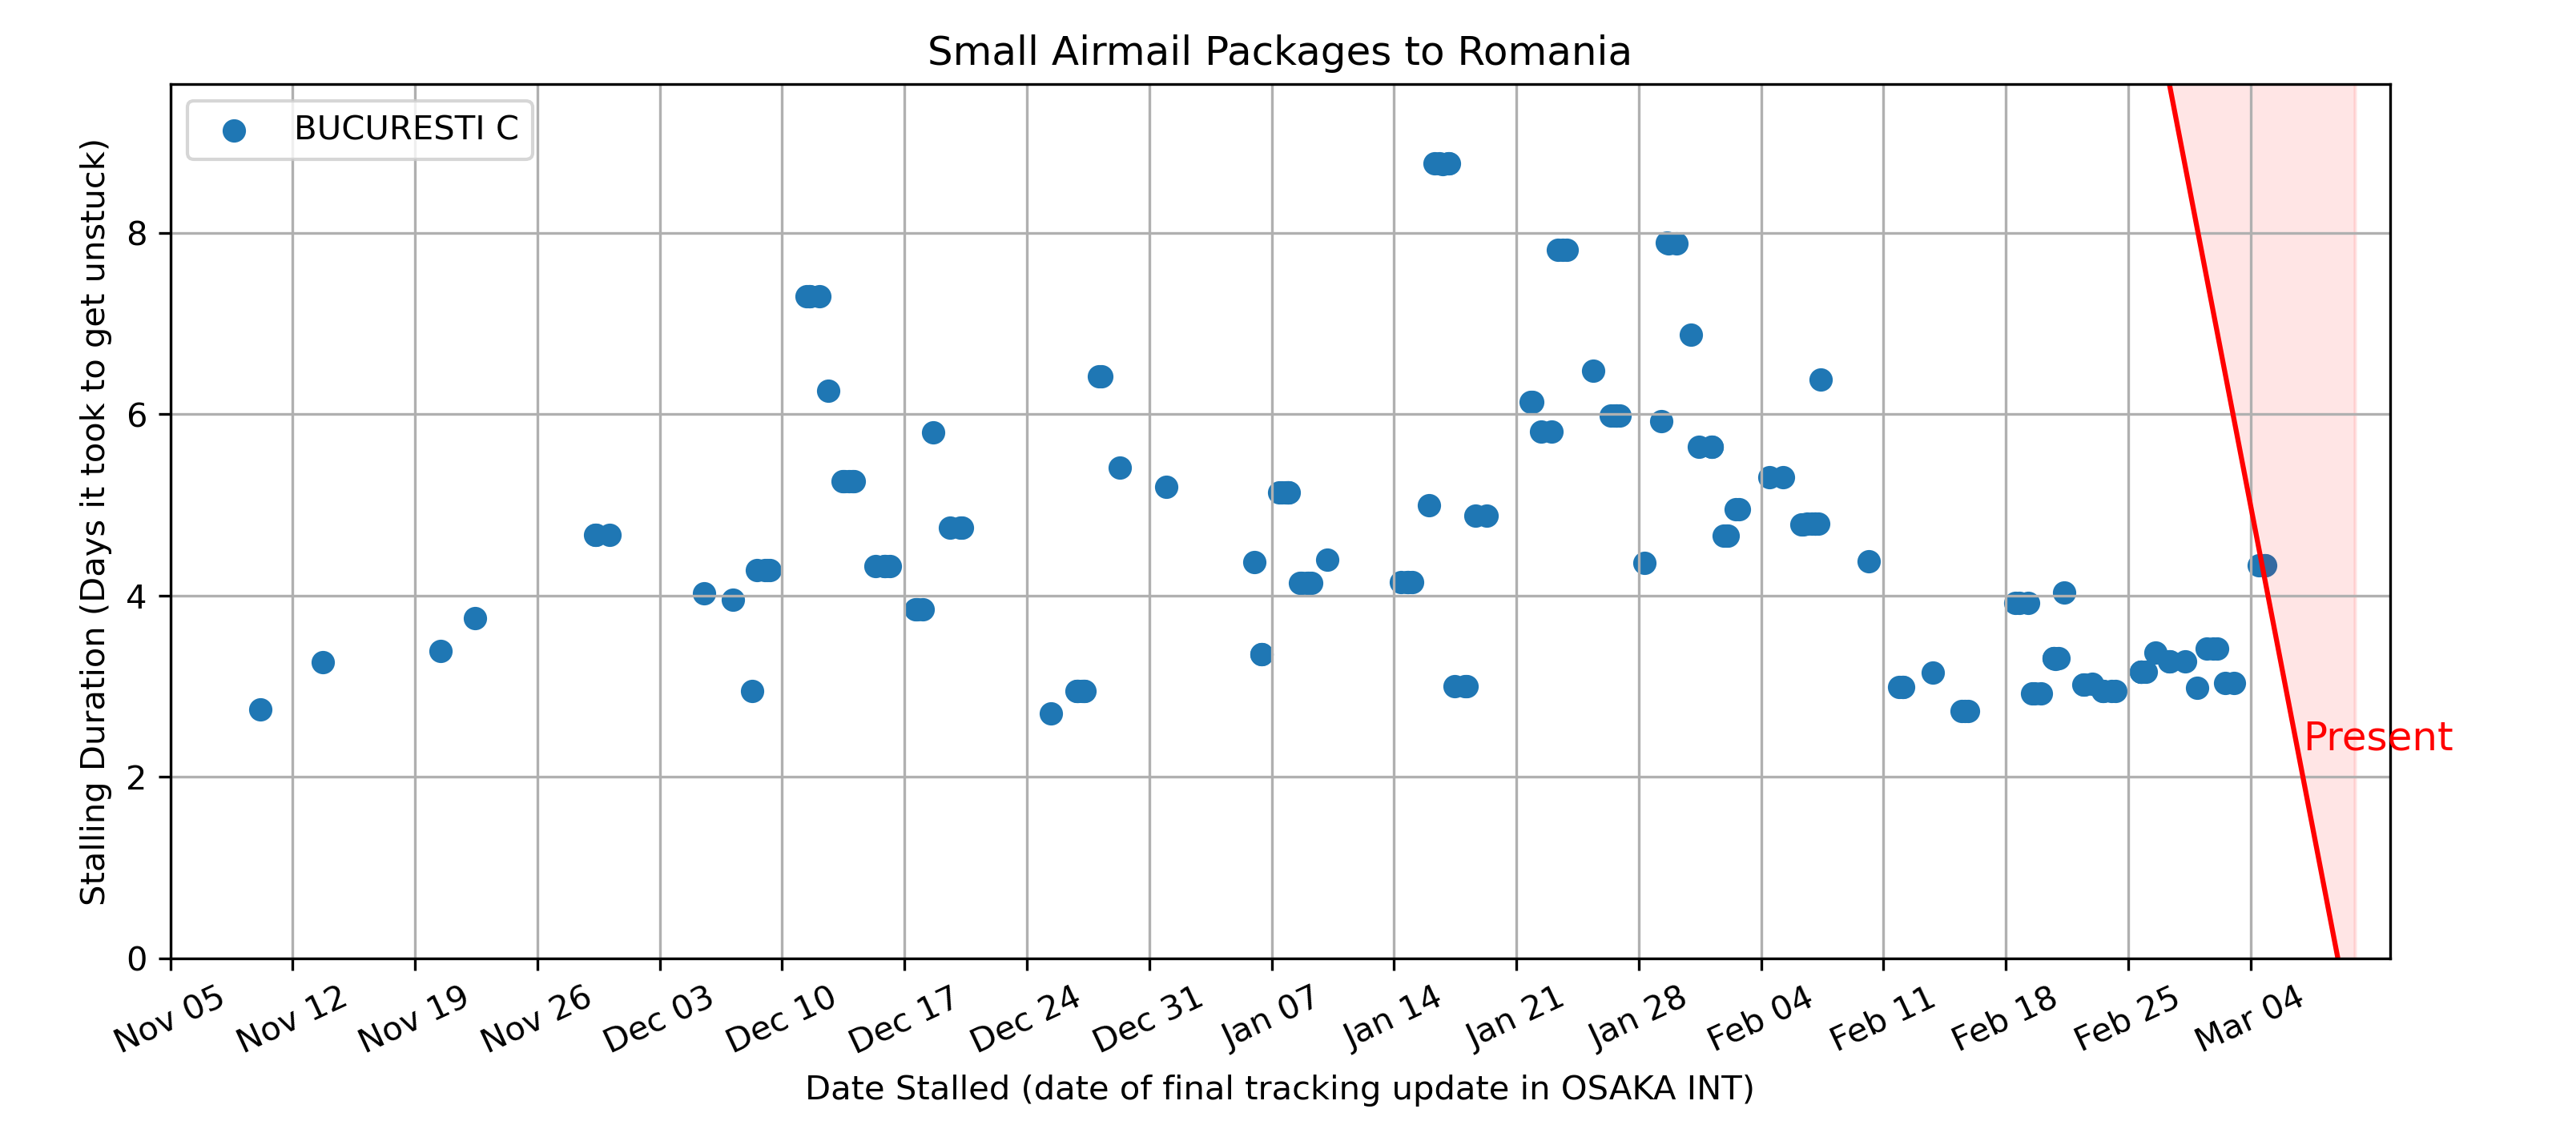 Small Airmail Packages to Romania
BUCURESTI C
Stalling Duration (Days it took to get unstuck)
8
6
4
2
0
Present
Nov 05
Nov 12
Nov 19
Nov 26
Dec 03
Dec 10
Dec 17
Dec 24
Dec 31
Jan 07
Jan 14
Jan 21
Jan 28
Feb 04
Feb 11
Feb 18
Feb 25
Mar 04
Date Stalled (date of final tracking update in OSAKA INT)